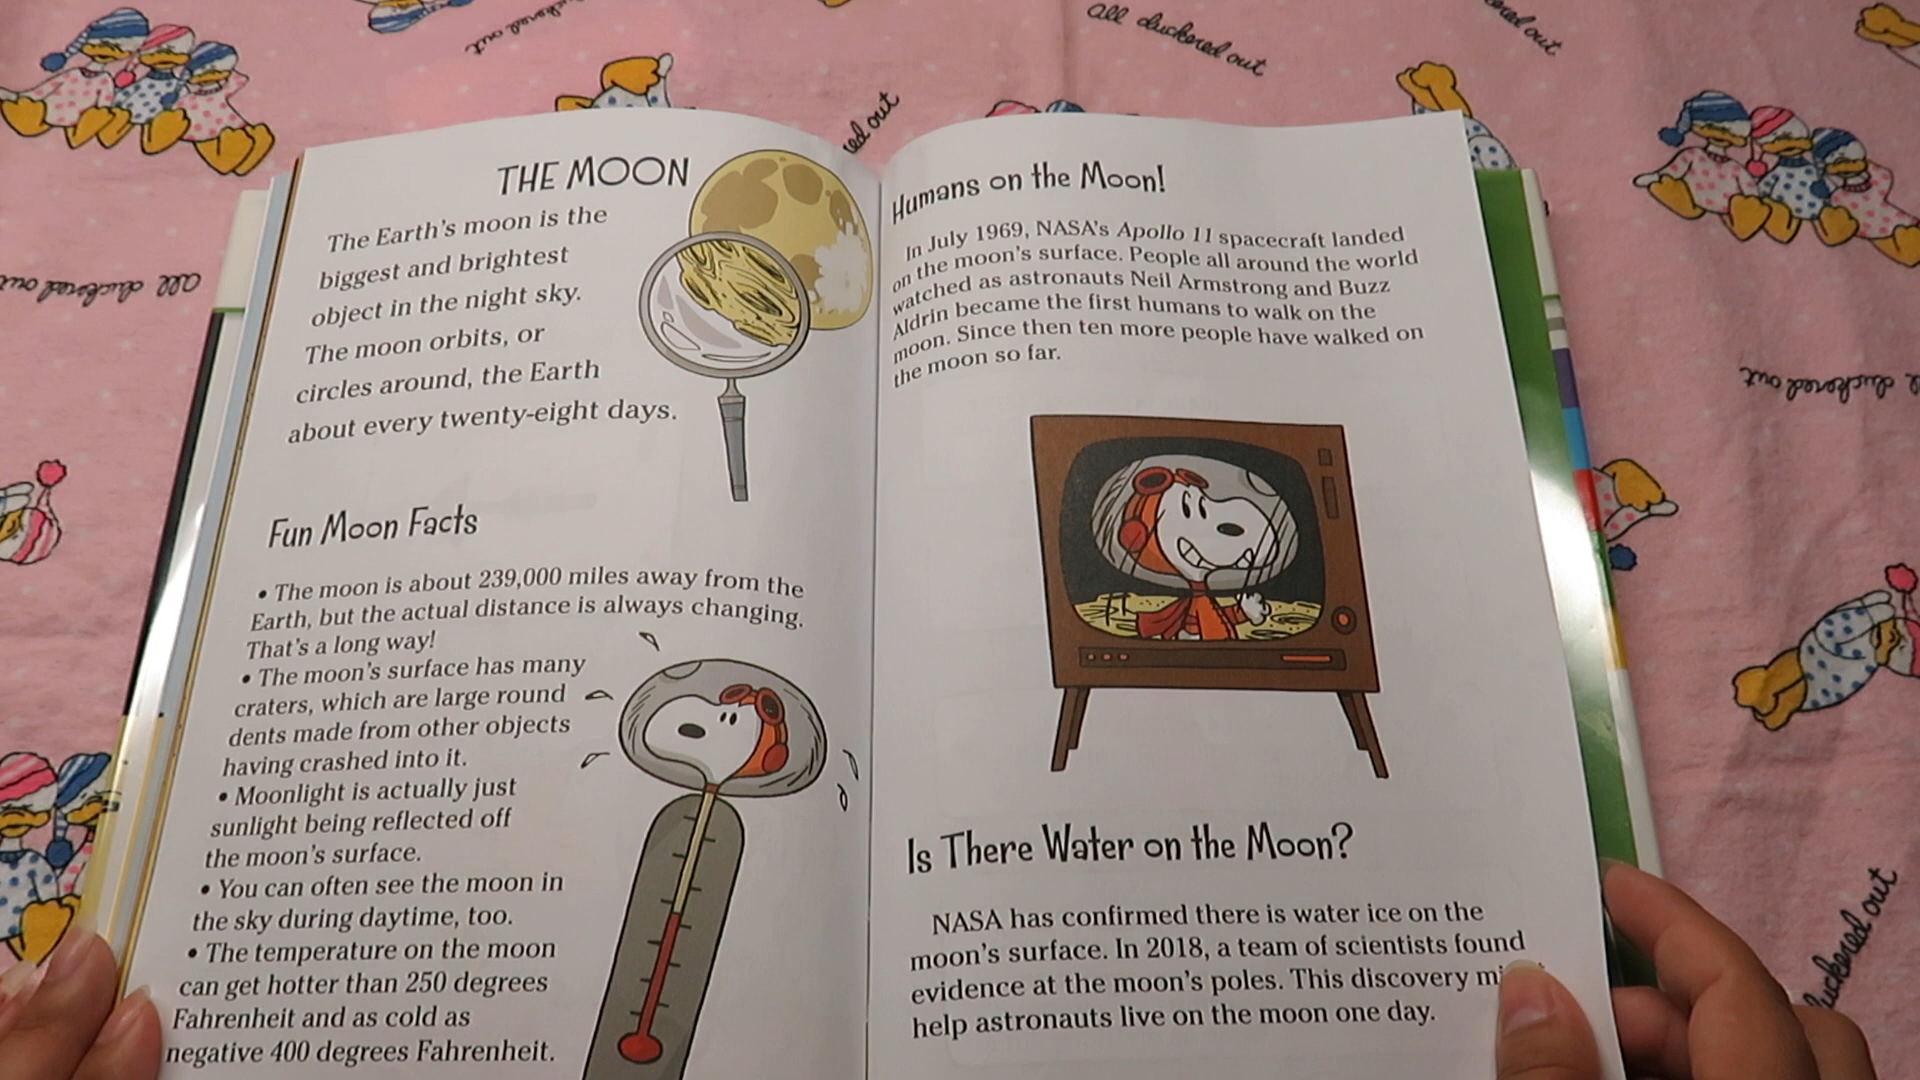 all duckered out
all duckered out
THE MOON
The Earth's moon is the
biggest and brightest
object in the night sky.
The moon orbits, or
circles around, the Earth
about every twenty-eight days.
Fun Moon Facts
• The moon is about 239,000 miles away from the
Earth, but the actual distance is always changing.
That's a long way!
• The moon's surface has many
craters, which are large round
dents made from other objects
having crashed into it.
• Moonlight is actually just
sunlight being reflected off
the moon's surface.
• You can often see the moon in
the sky during daytime, too.
• The temperature on the moon
can get hotter than 250 degrees
Fahrenheit and as cold as
negative 400 degrees Fahrenheit.
Humans on the Moon!
In July 1969, NASA's Apollo 11 spacecraft landed
on the moon's surface. People all around the world
watched as astronauts Neil Armstrong and Buzz
Aldrin became the first humans to walk on the
moon. Since then ten more people have walked on
the moon so far.
Is There Water on the Moon?
NASA has confirmed there is water ice on the
moon's surface. In 2018, a team of scientists found
evidence at the moon's poles. This discovery
help astronauts live on the moon one day.
duckered out
out
duckered out